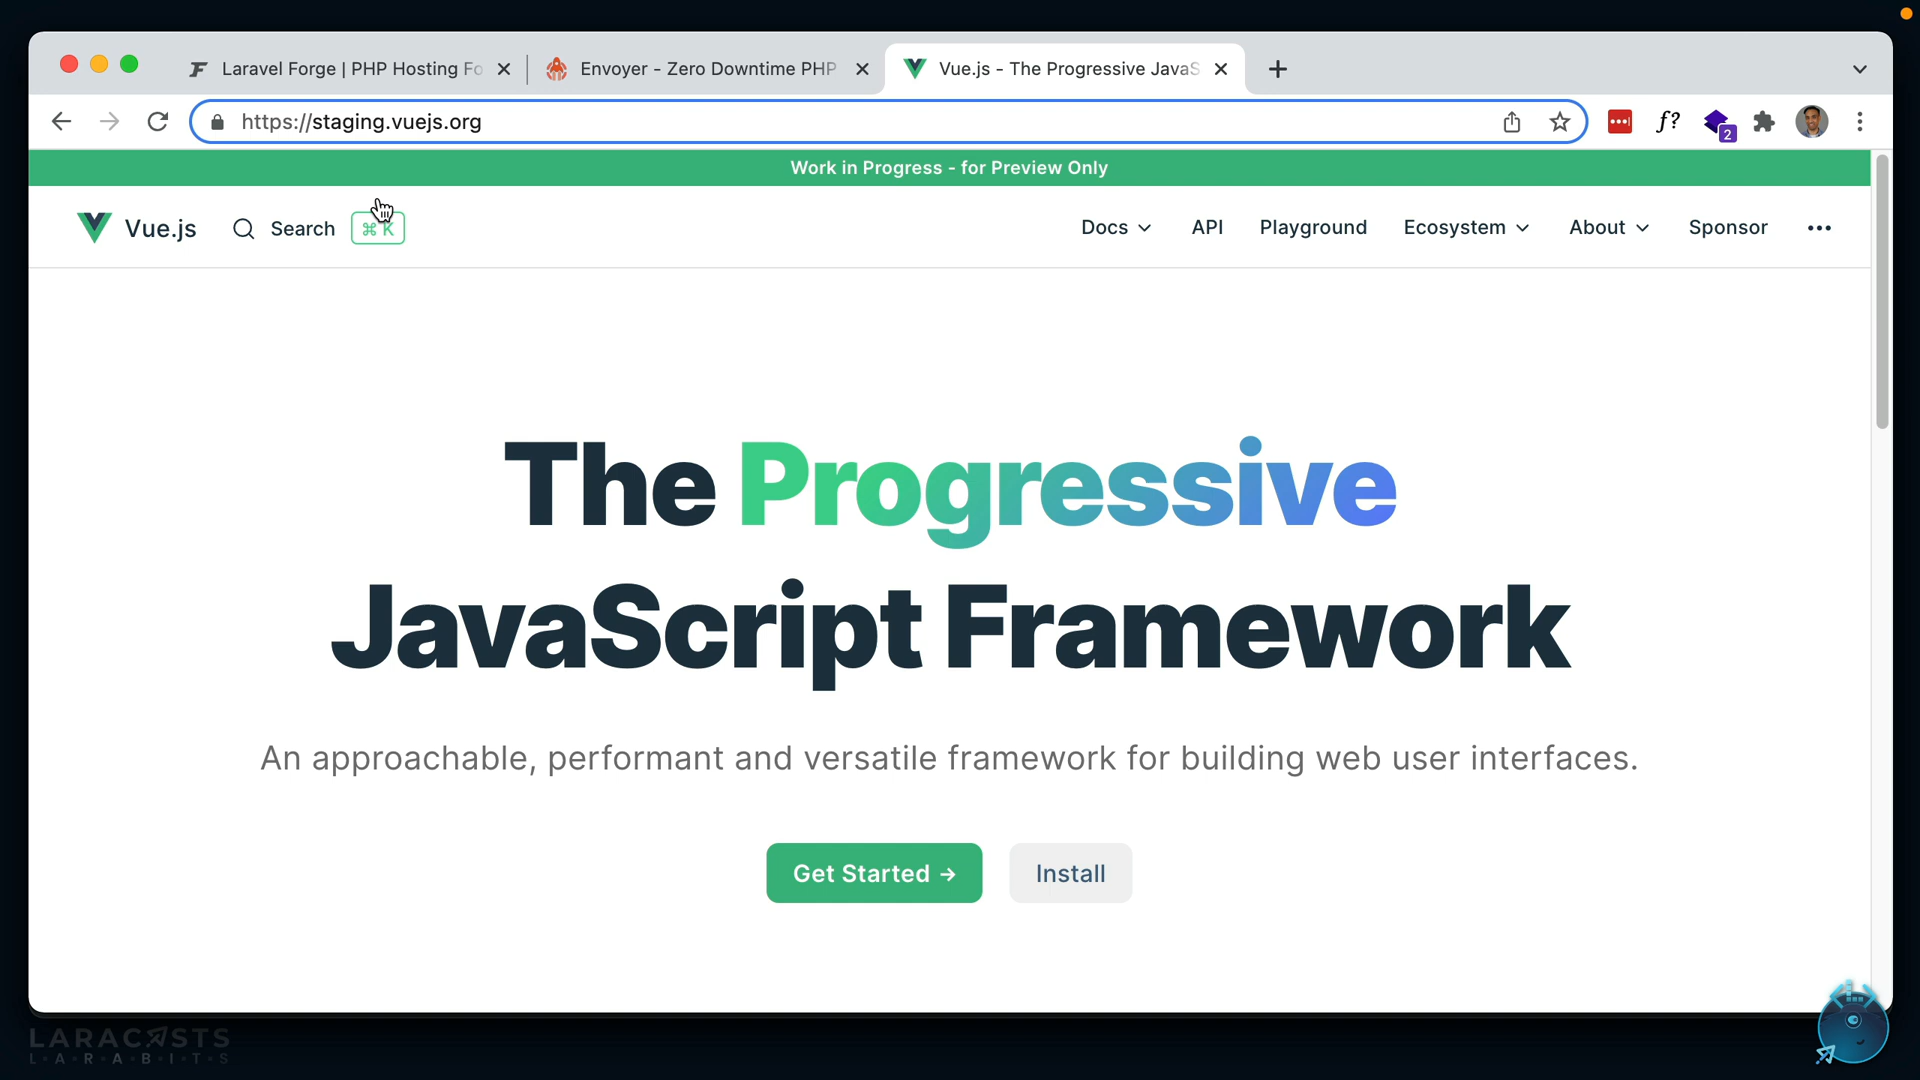 Laravel Forge | PHP Hosting Fo
Envoyer - Zero Downtime PHP
Vue.js - The Progressive JavaS
https://staging.vuejs.org
f?
2
Work in Progress - for Preview Only
Vue.js
Search
⌘ K
Docs
API
Playground
Ecosystem
About
Sponsor
The Progressive
JavaScript Framework
An approachable, performant and versatile framework for building web user interfaces.
Get Started →
Install
LARACASTS
L·A·R·A·B·I·T·S